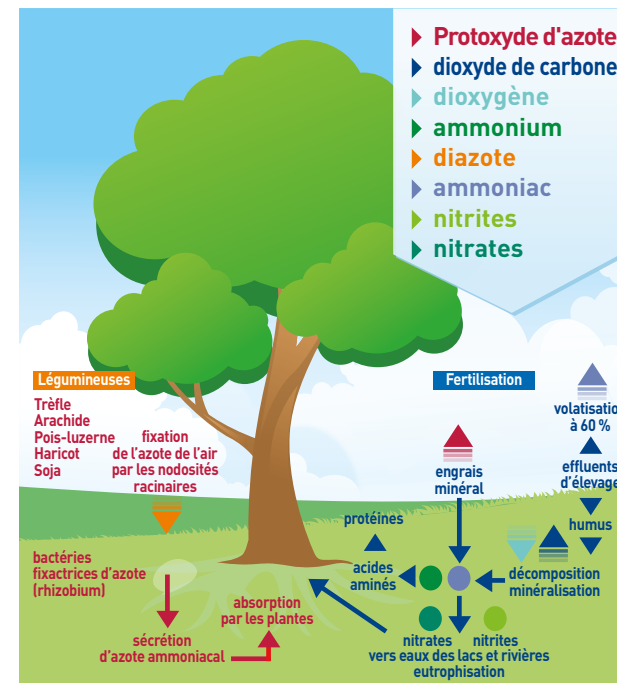 Protoxyde d'azote
dioxyde de carbone
dioxygène
ammonium
diazote
ammoniac
nitrites
nitrates
Légumineuses
Trèfle
Arachide
Pois-luzerne
Haricot
Soja
fixation
de l'azote de l'air
par les nodosités
racinaires
bactéries
fixactrices d'azote
(rhizobium)
sécrétion
d'azote ammoniacal
absorption
par les plantes
Fertilisation
engrais
minéral
protéines
acides
aminés
volatisatio
à 60 %
effluents
d'élevage
humus
décomposition
minéralisation
nitrates nitrites
vers eaux des lacs et rivières
eutrophisation